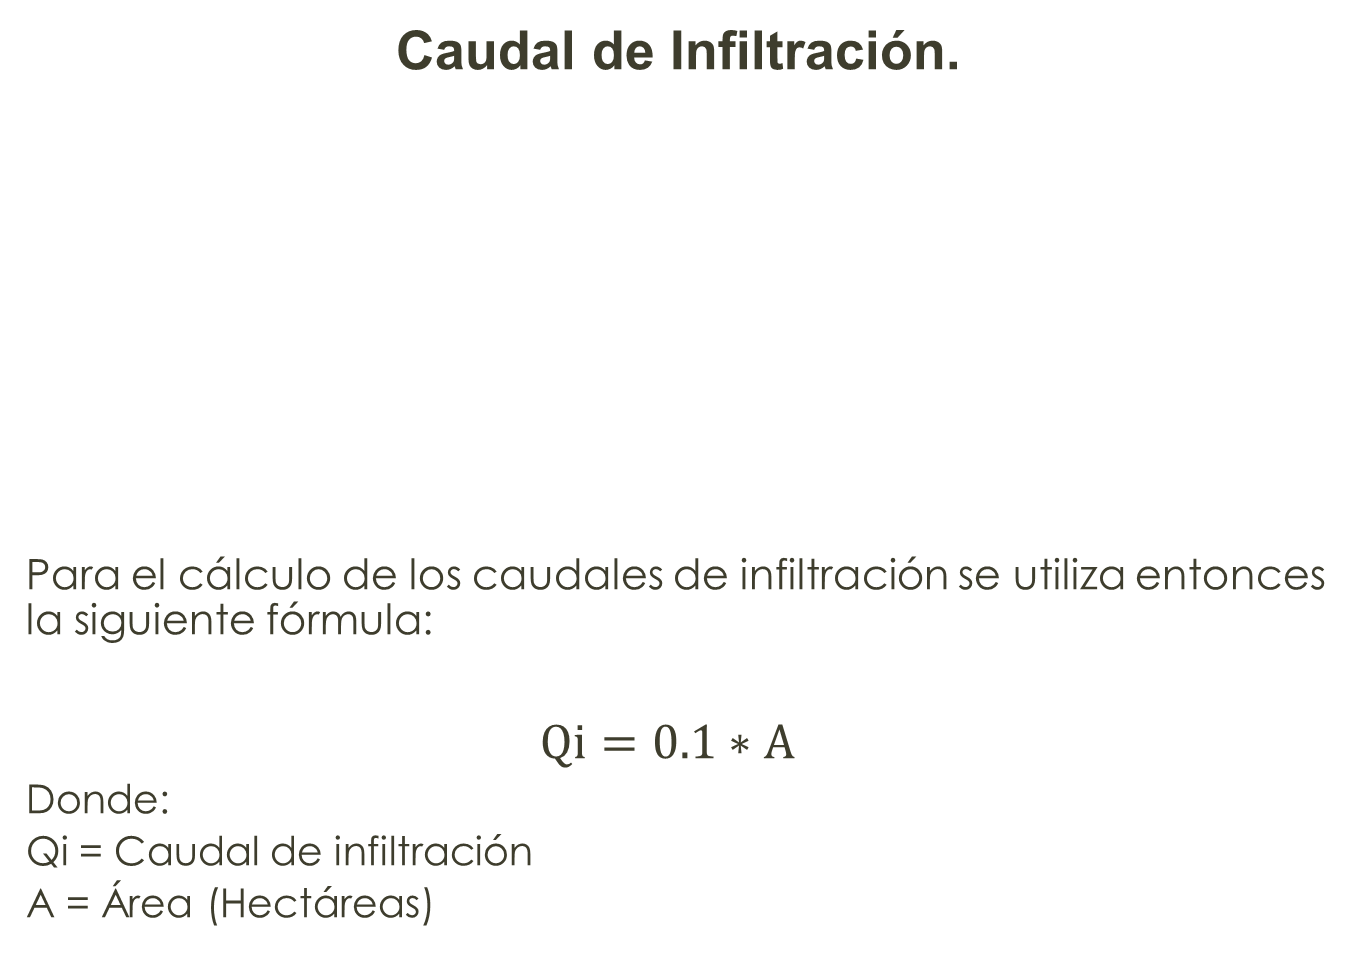 Caudal de Infiltración.
Para el cálculo de los caudales de infiltración se utiliza entonces
la siguiente fórmula:
Qi = 0.1 ∗ A
Donde:
Qi = Caudal de infiltración
A = Área (Hectáreas)